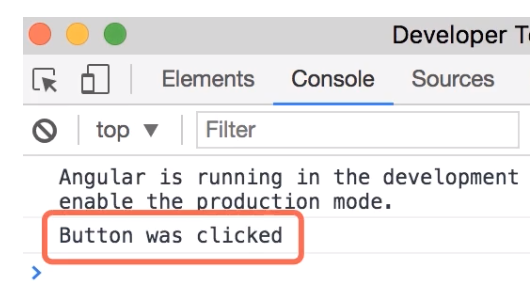 Developer T
Elements Console Sources
top ▼ Filter
Angular is running in the development
enable the production mode.
Button was clicked
>